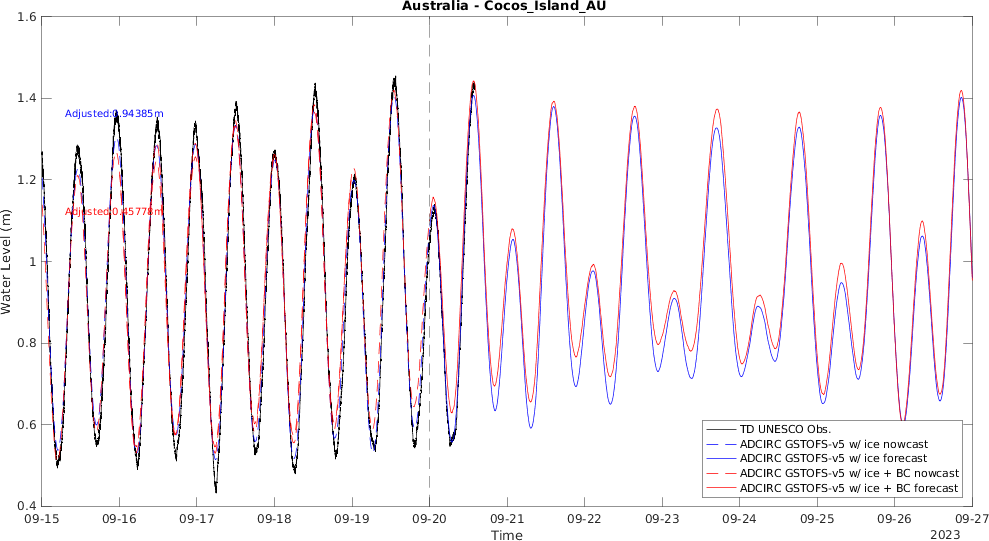 Australia - Cocos_Island_AU
1.6
1.4
1.2
1
0.8
0.6
0.4
Water Level (m)
Adjusted:0.94385m
Adjusted:0.45778m
TD UNESCO Obs.
ADCIRC GSTOFS-v5 w/ ice nowcast
ADCIRC GSTOFS-v5 w/ ice forecast
ADCIRC GSTOFS-v5 w/ ice + BC nowcast
ADCIRC GSTOFS-v5 w/ ice + BC forecast
09-15 09-16 09-17 09-18 09-19 09-20 09-21 09-22 09-23 09-24 09-25 09-26 09-27
Time
2023